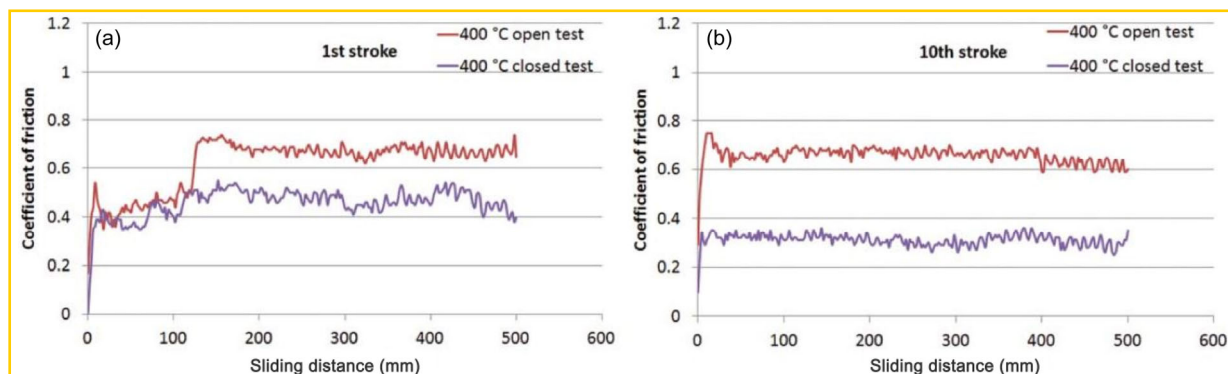 (a)
1st stroke
400 °C open test
400 °C closed test
Coefficient of friction
1.2
1
0.8
0.6
0.4
0.2
0
0 100 200 300 400 500 600
Sliding distance (mm)
(b)
10th stroke
400 °C open test
400 °C closed test
Coefficient of friction
1.2
1
0.8
0.6
0.4
0.2
0
0 100 200 300 400 500 600
Sliding distance (mm)